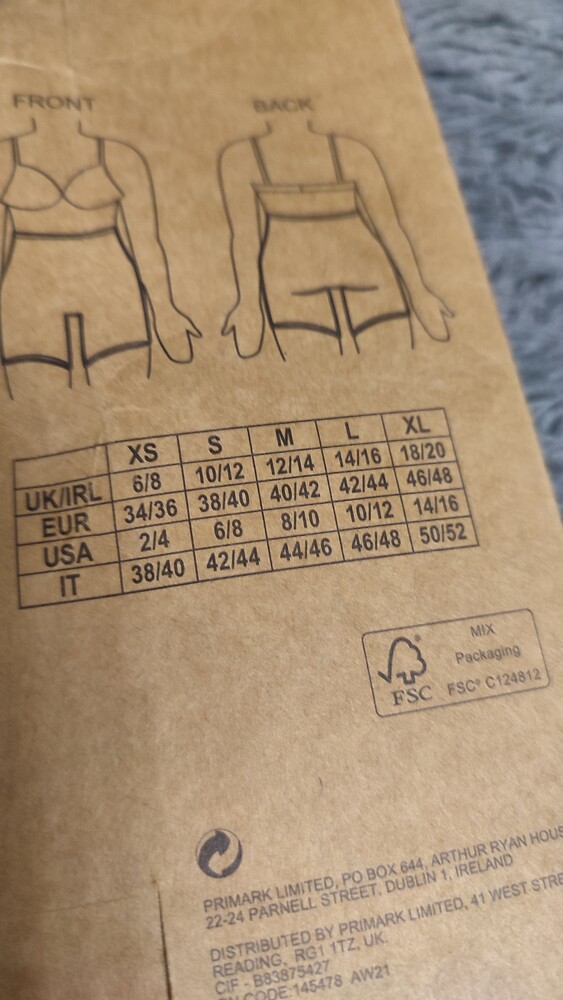 FRONT BACK
XS S M L XL
UK/IRL 6/8 10/12 12/14 14/16 18/20
EUR 34/36 38/40 40/42 42/44 46/48
USA 2/4 6/8 8/10 10/12 14/16
IT 38/40 42/44 44/46 46/48 50/52
MIX
Packaging
FSC® C124812
FSC
PRIMARK LIMITED, PO BOX 644, ARTHUR RYAN HOUS
22-24 PARNELL STREET, DUBLIN 1, IRELAND
DISTRIBUTED BY PRIMARK LIMITED, 41 WEST STRE
READING, RG1 1TZ, UK.
CIF - B83875427
CODE:145478 AW21